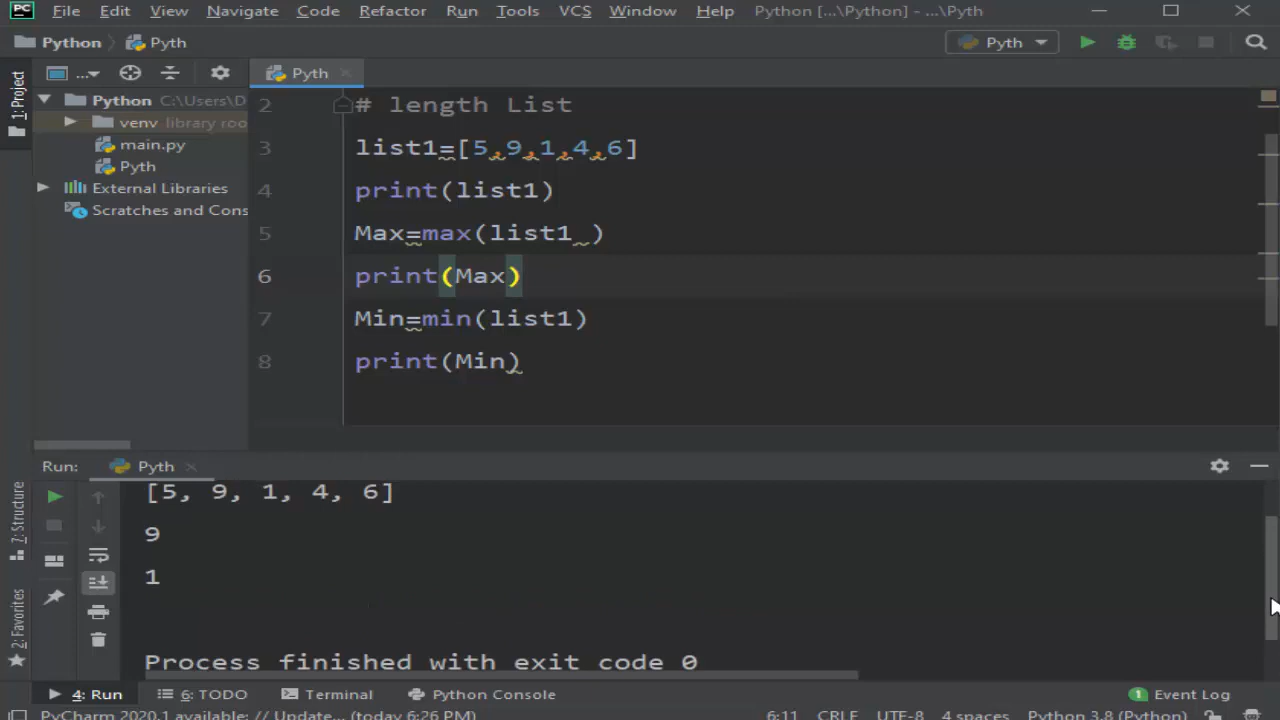 PC File Edit View Navigate Code Refactor Run Tools VCS Window Help Python [...\Python] - ...\Pyth
Python Pyth Pyth
1: Project ... Pyth
Python C:\Users\D
venv library roo
main.py
Pyth
External Libraries
Scratches and Cons
2 # length List
3 list1=[5,9,1,4,6]
4 print(list1)
5 Max=max(list1 )
6 print(Max)
7 Min=min(list1)
8 print(Min)
Run: Pyth
[5, 9, 1, 4, 6]
9
1
Process finished with exit code 0
7: Structure
2: Favorites
4: Run 6: TODO Terminal Python Console 1 Event Log
PyCharm 2020.1 available: // Update... (today 6:26 PM) 6:11 CRLF UTF-8 4 spaces Python 3.8 (Python)